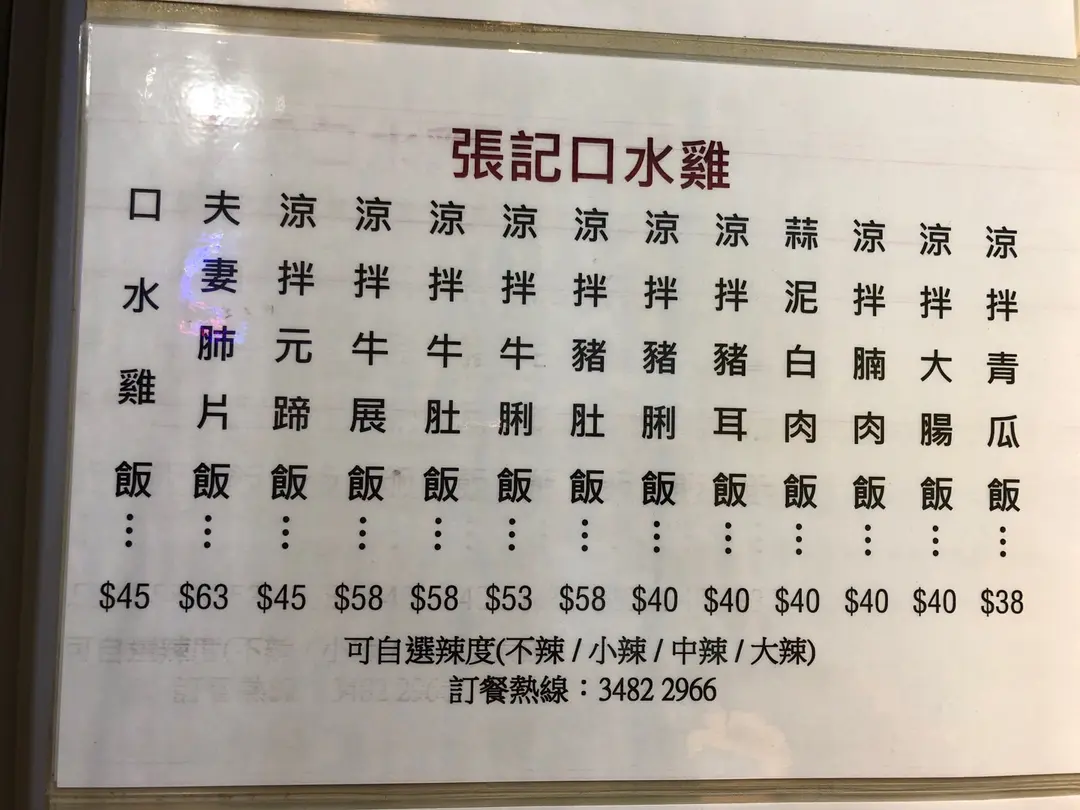 張記口水雞
口水雞飯⋯$45
夫妻肺片飯⋯$63
涼拌元蹄飯⋯$45
涼拌牛展飯⋯$58
涼拌牛肚飯⋯$58
涼拌牛脷飯⋯$53
涼拌豬肚飯⋯$58
涼拌豬脷飯⋯$40
涼拌豬耳飯⋯$40
蒜泥白肉飯⋯$40
涼拌腩肉飯⋯$40
涼拌大腸飯⋯$40
涼拌青瓜飯⋯$38
可自選辣度(不辣 / 小辣 / 中辣 / 大辣)
訂餐熱線：3482 2966